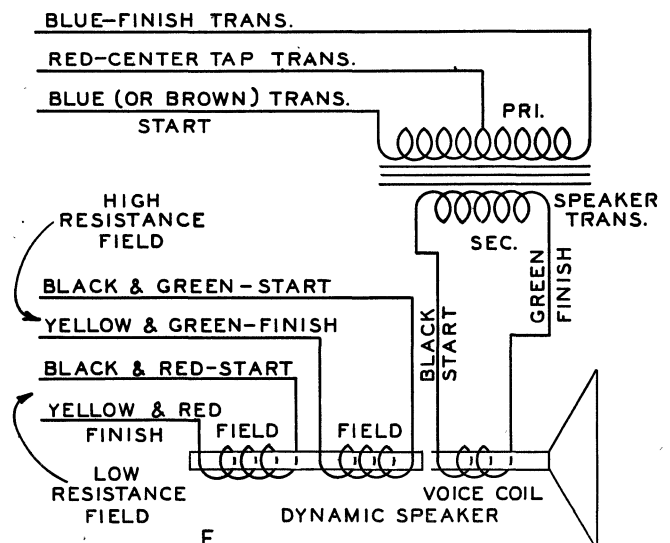 BLUE-FINISH TRANS.
RED-CENTER TAP TRANS.
BLUE (OR BROWN) TRANS.
START
PRI.
HIGH
RESISTANCE
FIELD
SPEAKER
TRANS.
SEC.
BLACK & GREEN-START
YELLOW & GREEN-FINISH
BLACK & RED-START
YELLOW & RED
FINISH
BLACK
START
GREEN
FINISH
FIELD
FIELD
LOW
RESISTANCE
FIELD
VOICE COIL
DYNAMIC SPEAKER
F